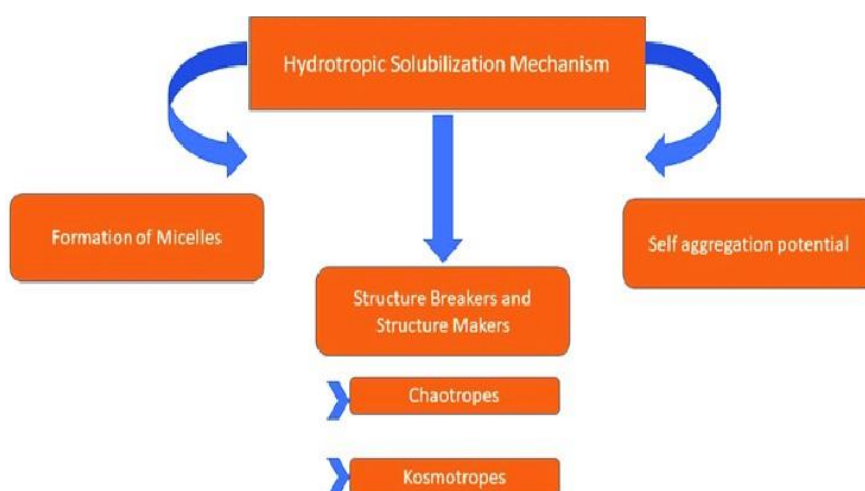 Hydrotropic Solubilization Mechanism
Formation of Micelles
Self aggregation potential
Structure Breakers and
Structure Makers
Chaotropes
Kosmotropes